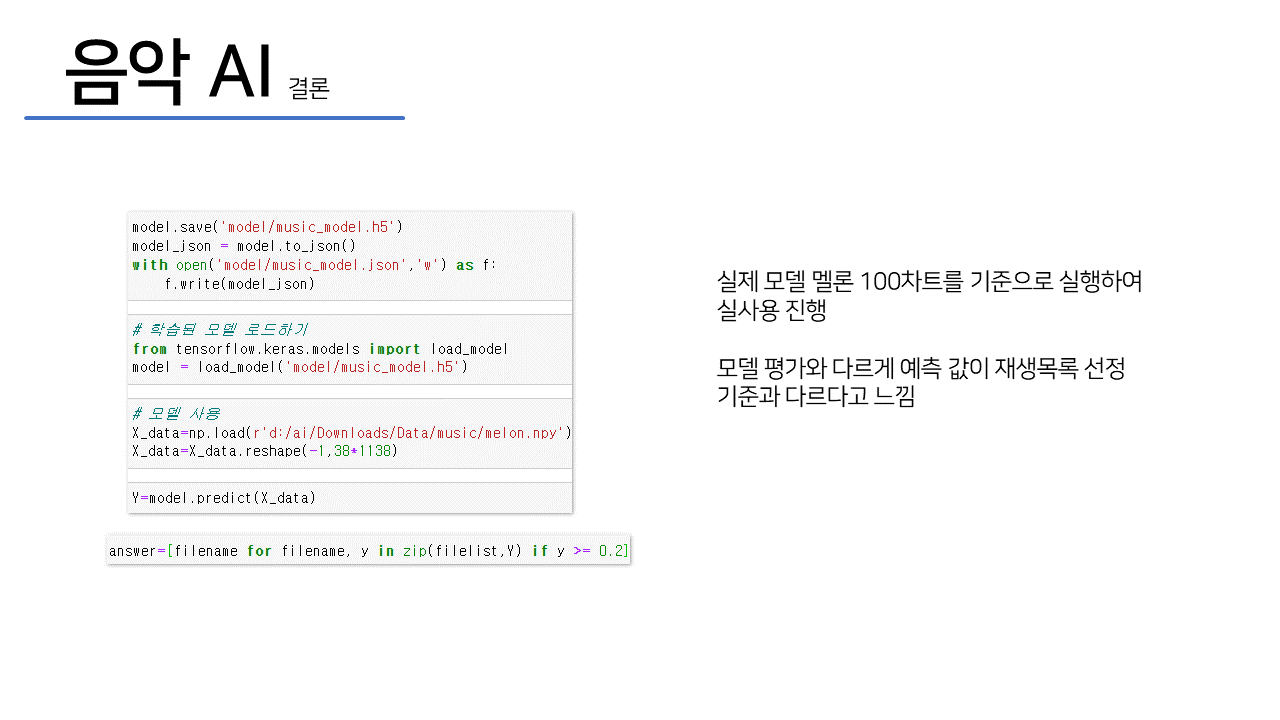 음악 AI 결론
model.save('model/music_model.h5')
model_json = model.to_json()
with open('model/music_model.json','w') as f:
    f.write(model_json)
# 학습된 모델 로드하기
from tensorflow.keras.models import load_model
model = load_model('model/music_model.h5')
# 모델 사용
X_data=np.load(r'd:/ai/Downloads/Data/music/melon.npy')
X_data=X_data.reshape(-1,38*1138)
Y=model.predict(X_data)
answer=[filename for filename, y in zip(filelist,Y) if y >= 0.2]
실제 모델 멜론 100차트를 기준으로 실행하여
실사용 진행
모델 평가와 다르게 예측 값이 재생목록 선정
기준과 다르다고 느낌